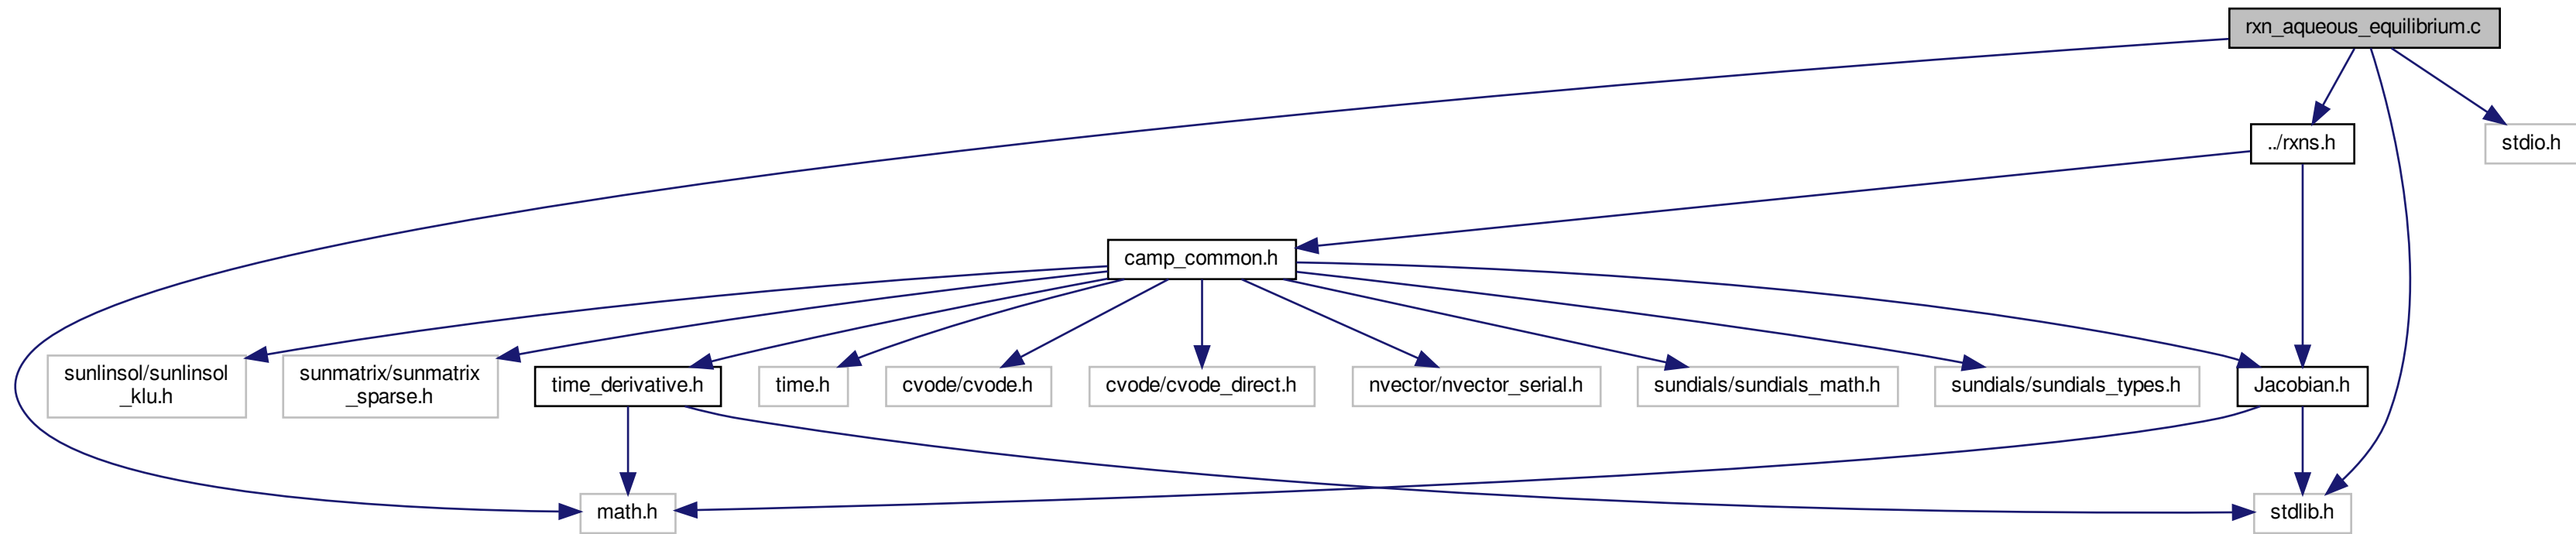 rxn_aqueous_equilibrium.c
../rxns.h
stdio.h
camp_common.h
sunlinsol/sunlinsol
_klu.h
sunmatrix/sunmatrix
_sparse.h
time_derivative.h
time.h
cvode/cvode.h
cvode/cvode_direct.h
nvector/nvector_serial.h
sundials/sundials_math.h
sundials/sundials_types.h
Jacobian.h
math.h
stdlib.h